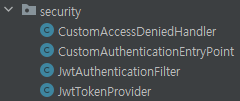 security
CustomAccessDeniedHandler
CustomAuthenticationEntryPoint
JwtAuthenticationFilter
JwtTokenProvider